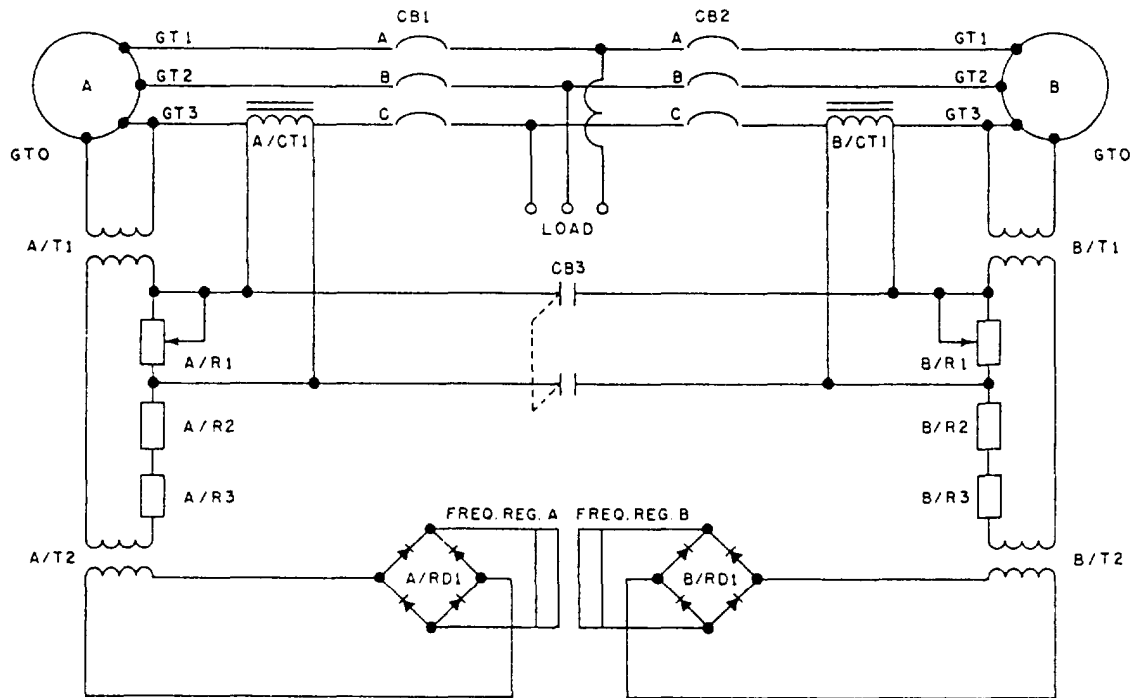 CB1
CB2
GT1
A
A
GT1
A
GT2
B
B
GT2
B
GT3
C
C
GT3
A/CT1
B/CT1
GTO
GTO
LOAD
A/T1
B/T1
CB3
A/R1
B/R1
A/R2
B/R2
A/R3
B/R3
FREQ. REG. A
FREQ. REG. B
A/T2
B/T2
A/RD1
B/RD1